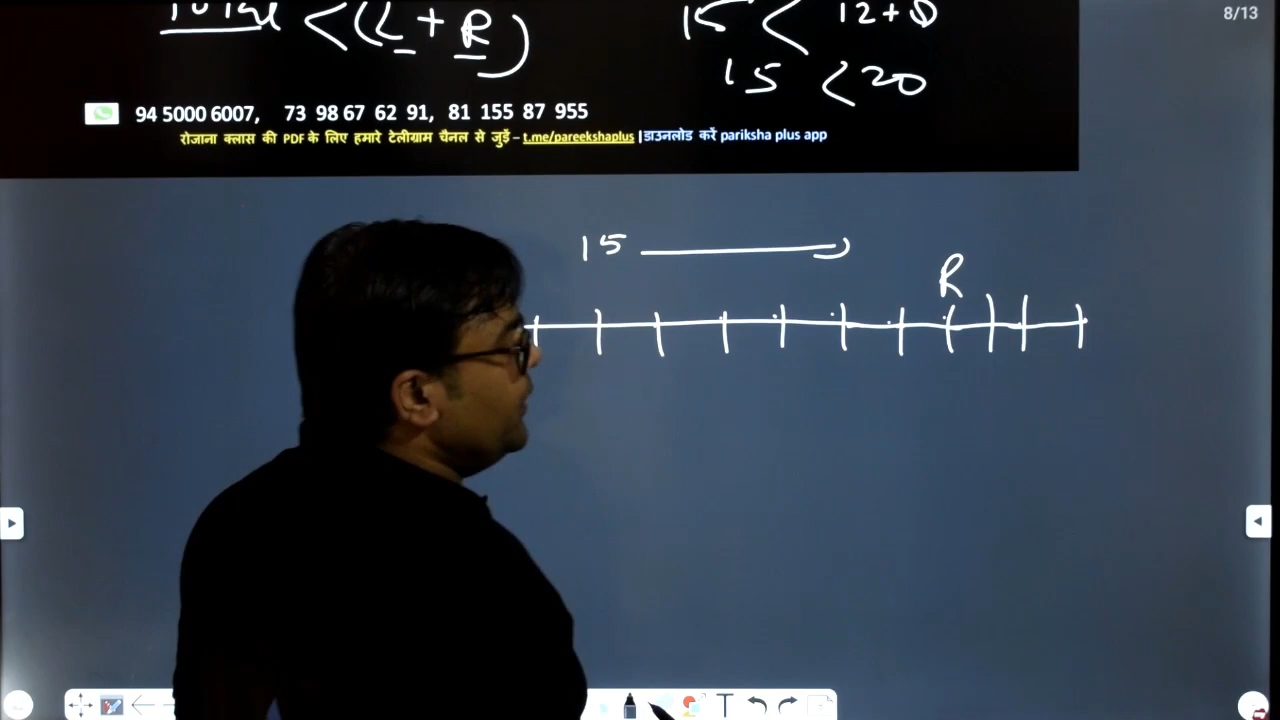 Total < (L + R)
15 < 12+8
15 < 20
8/13
94 5000 6007, 73 98 67 62 91, 81 155 87 955
रोजाना क्लास की PDF के लिए हमारे टेलीग्राम चैनल से जुड़ें – t.me/pareekshaplus | डाउनलोड करें pariksha plus app
15
R
T